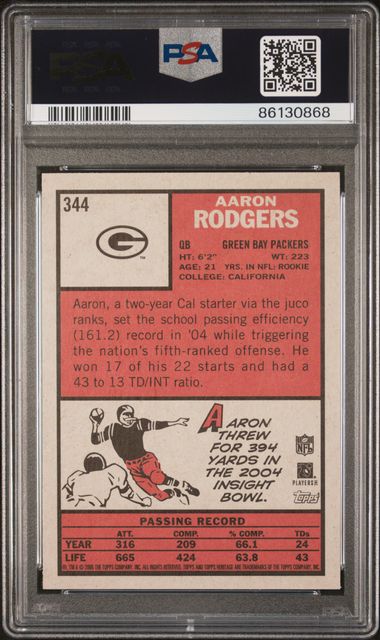 PSA
86130868
344
G
AARON
RODGERS
QB GREEN BAY PACKERS
HT: 6'2" WT: 223
AGE: 21 YRS. IN NFL: ROOKIE
COLLEGE: CALIFORNIA
Aaron, a two-year Cal starter via the juco
ranks, set the school passing efficiency
(161.2) record in '04 while triggering
the nation's fifth-ranked offense. He
won 17 of his 22 starts and had a
43 to 13 TD/INT ratio.
AARON
THREW
FOR 394
YARDS IN
THE 2004
INSIGHT
BOWL.
NFL
PLAYERS
Topps
PASSING RECORD
ATT. COMP. % COMP. TDs
YEAR 316 209 66.1 24
LIFE 665 424 63.8 43